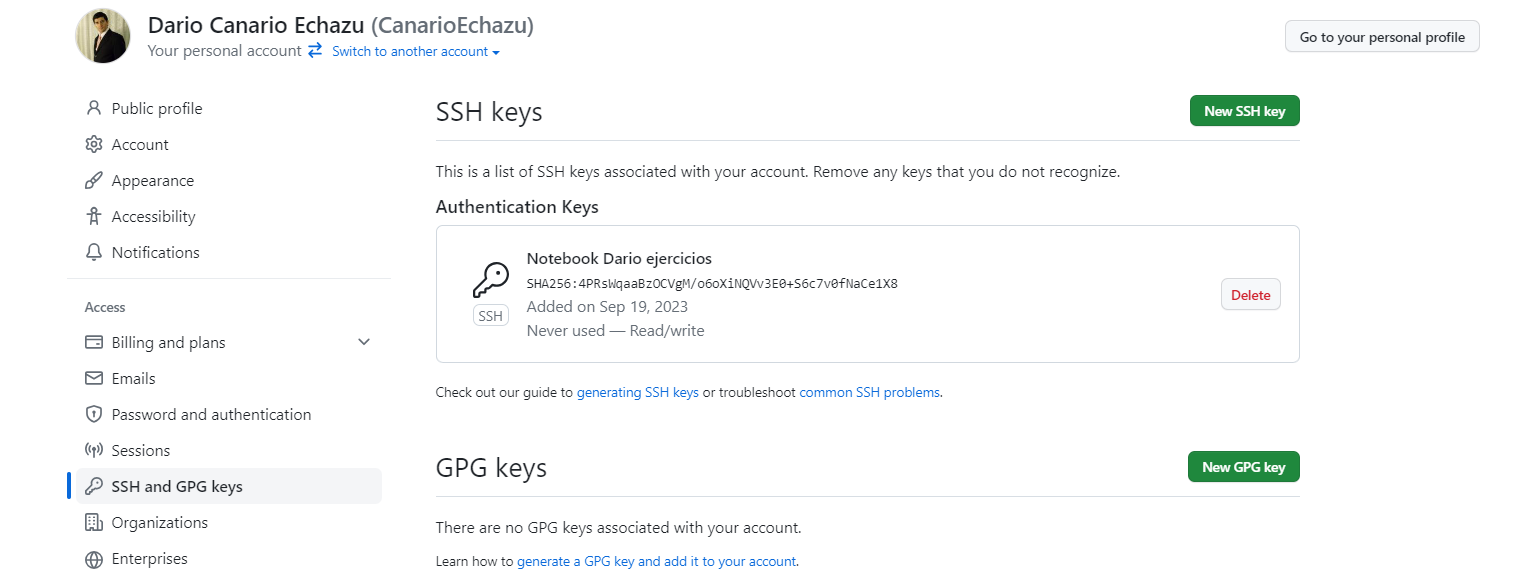 Dario Canario Echazu (CanarioEchazu)
Your personal account Switch to another account
Go to your personal profile
Public profile
Account
Appearance
Accessibility
Notifications
Access
Billing and plans
Emails
Password and authentication
Sessions
SSH and GPG keys
Organizations
Enterprises
SSH keys
New SSH key
This is a list of SSH keys associated with your account. Remove any keys that you do not recognize.
Authentication Keys
Notebook Dario ejercicios
SHA256:4PRsWqaaBzOCVgM/o6oXiNQVv3E0+S6c7v0fNaCe1X8
Added on Sep 19, 2023
Never used — Read/write
SSH
Delete
Check out our guide to generating SSH keys or troubleshoot common SSH problems.
GPG keys
New GPG key
There are no GPG keys associated with your account.
Learn how to generate a GPG key and add it to your account.